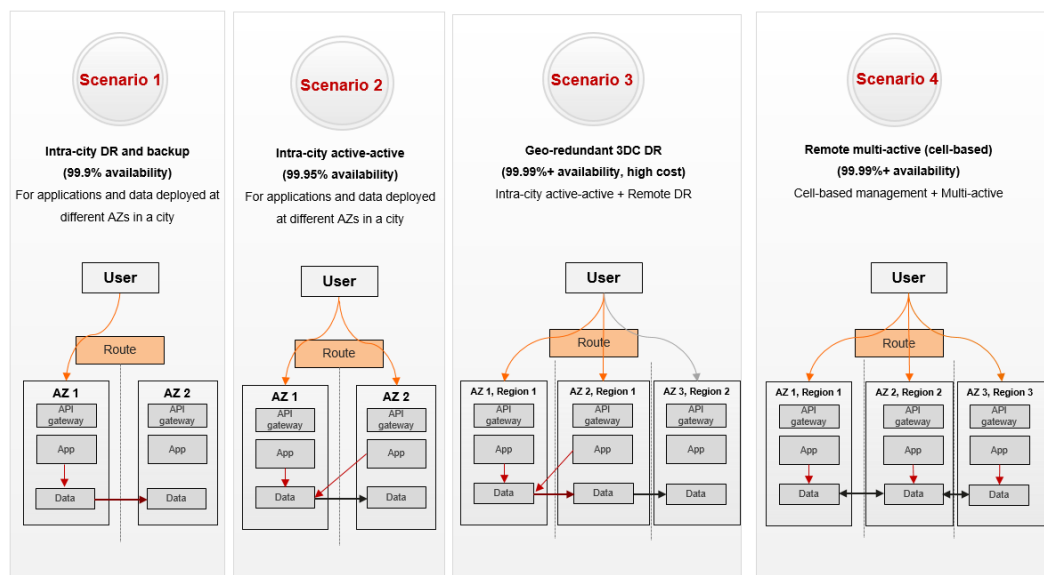 Scenario 1
Intra-city DR and backup
(99.9% availability)
For applications and data deployed at
different AZs in a city
User
Route
AZ 1
API
gateway
App
Data
AZ 2
API
gateway
App
Data
Scenario 2
Intra-city active-active
(99.95% availability)
For applications and data deployed
at different AZs in a city
User
Route
AZ 1
API
gateway
App
Data
AZ 2
API
gateway
App
Data
Scenario 3
Geo-redundant 3DC DR
(99.99%+ availability, high cost)
Intra-city active-active + Remote DR
User
Route
AZ 1, Region 1
API
gateway
App
Data
AZ 2, Region 1
API
gateway
App
Data
AZ 3, Region 2
API
gateway
App
Data
Scenario 4
Remote multi-active (cell-based)
(99.99%+ availability)
Cell-based management + Multi-active
User
Route
AZ 1, Region 1
API
gateway
App
Data
AZ 2, Region 2
API
gateway
App
Data
AZ 3, Region 3
API
gateway
App
Data